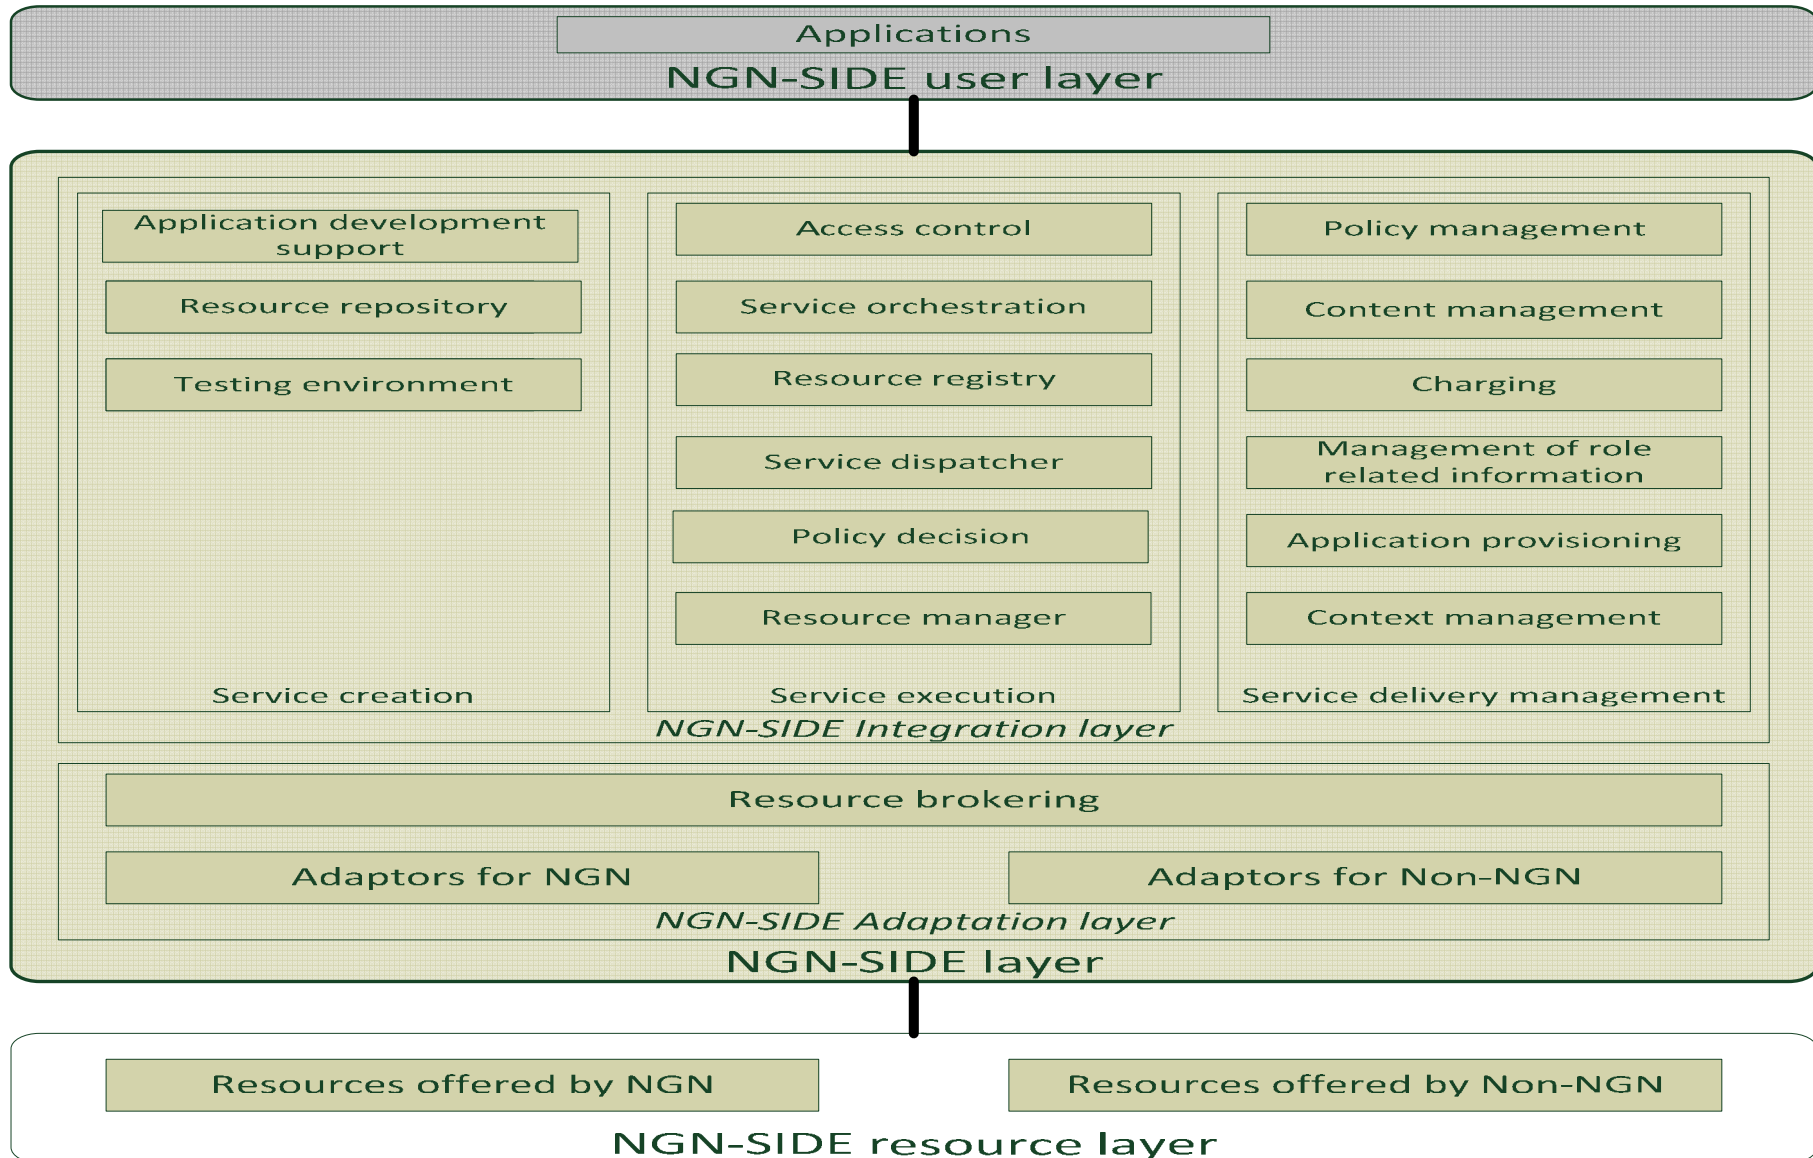 Applications
NGN-SIDE user layer
Application development
support
Resource repository
Testing environment
Service creation
Access control
Service orchestration
Resource registry
Service dispatcher
Policy decision
Resource manager
Service execution
Policy management
Content management
Charging
Management of role
related information
Application provisioning
Context management
Service delivery management
NGN-SIDE Integration layer
Resource brokering
Adaptors for NGN
Adaptors for Non-NGN
NGN-SIDE Adaptation layer
NGN-SIDE layer
Resources offered by NGN
Resources offered by Non-NGN
NGN-SIDE resource layer